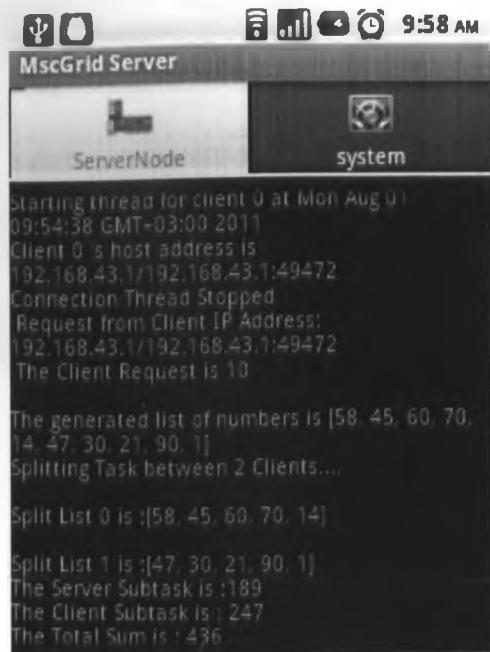 9:58 AM
MscGrid Server
ServerNode
system
Starting thread for client 0 at Mon Aug 01
09:54:38 GMT+03:00 2011
Client 0 's host address is
192.168.43.1/192.168.43.1:49472
Connection Thread Stopped
Request from Client IP Address:
192.168.43.1/192.168.43.1:49472
The Client Request is 10
The generated list of numbers is [58, 45, 60, 70,
14, 47, 30, 21, 90, 1]
Splitting Task between 2 Clients....
Split List 0 is :[58, 45, 60, 70, 14]
Split List 1 is :[47, 30, 21, 90, 1]
The Server Subtask is :189
The Client Subtask is : 247
The Total Sum is : 436